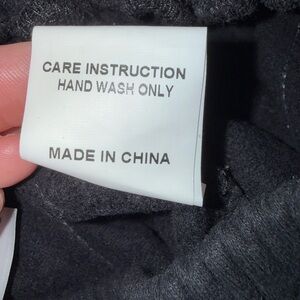 CARE INSTRUCTION
HAND WASH ONLY
MADE IN CHINA